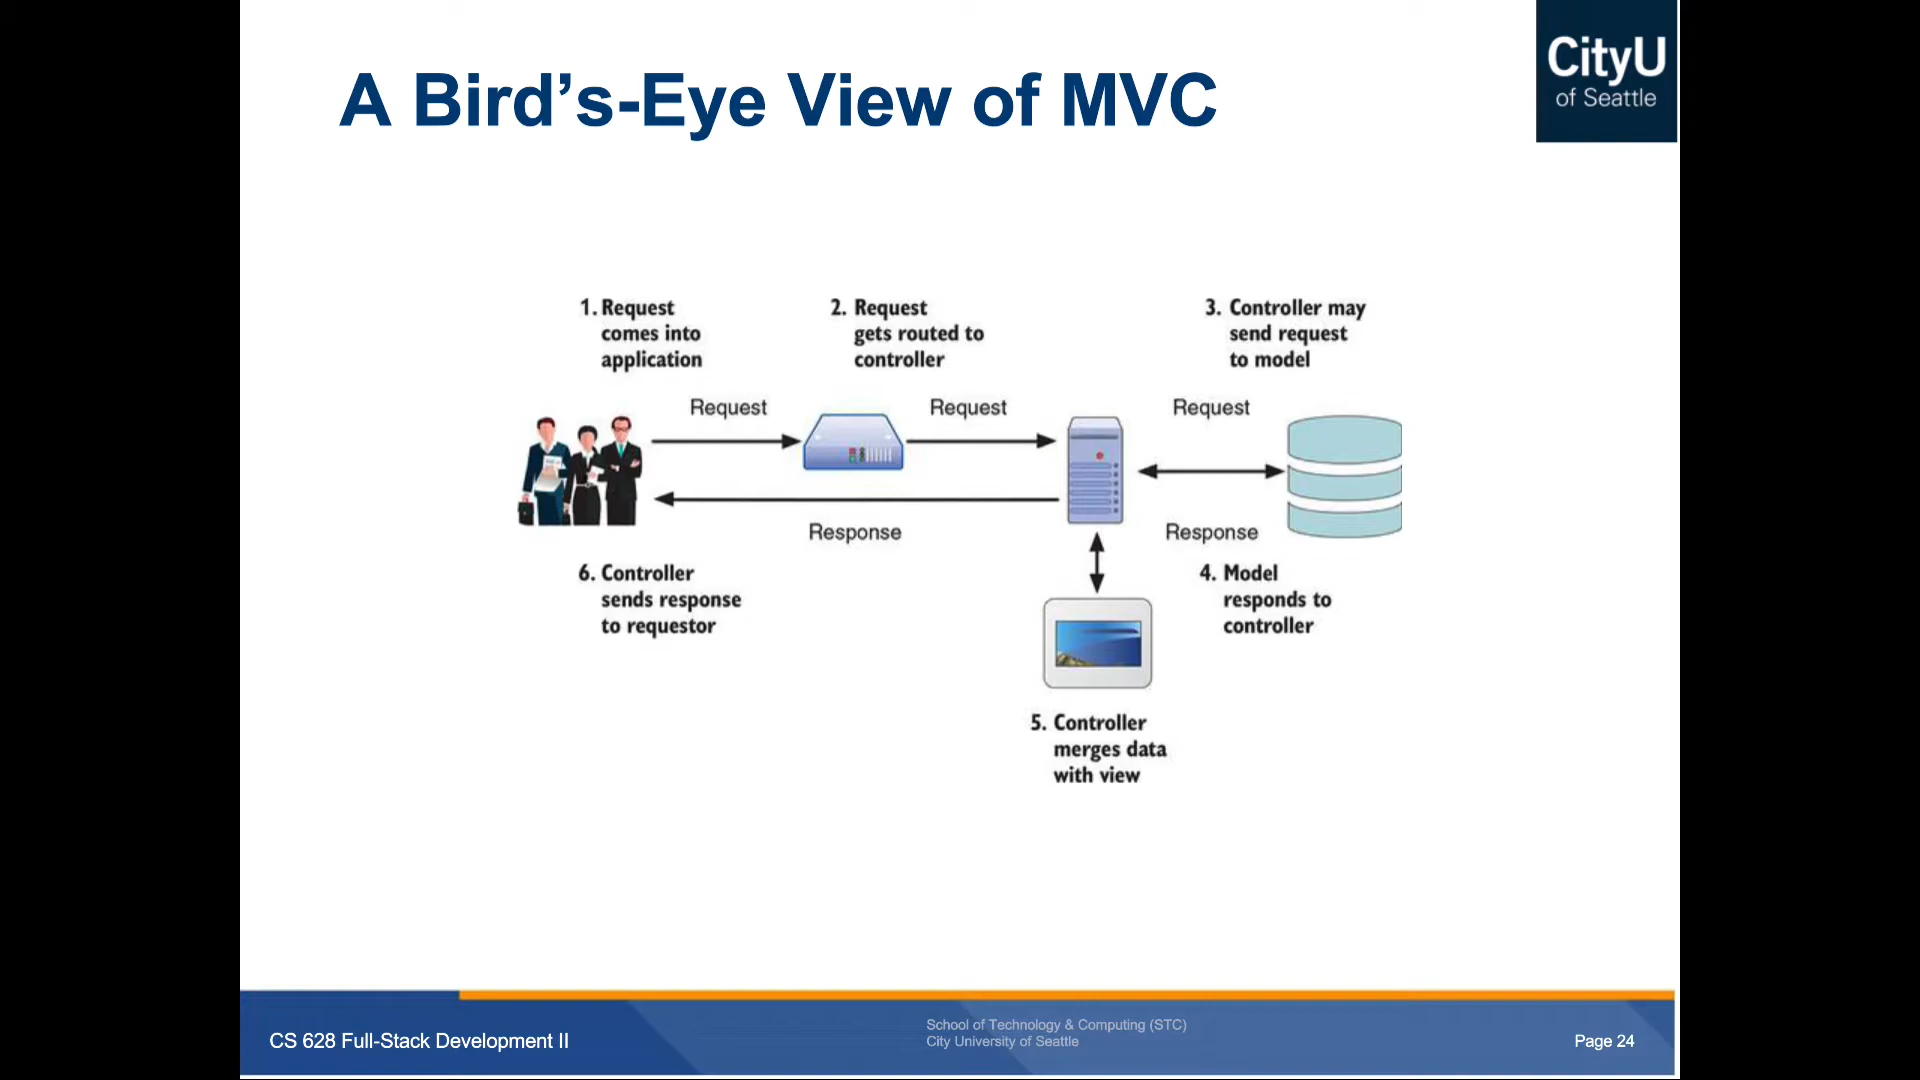 A Bird’s-Eye View of MVC
CityU
of Seattle
1. Request
comes into
application
2. Request
gets routed to
controller
3. Controller may
send request
to model
Request
Request
Request
Response
Response
6. Controller
sends response
to requestor
4. Model
responds to
controller
5. Controller
merges data
with view
CS 628 Full-Stack Development II
School of Technology & Computing (STC)
City University of Seattle
Page 24